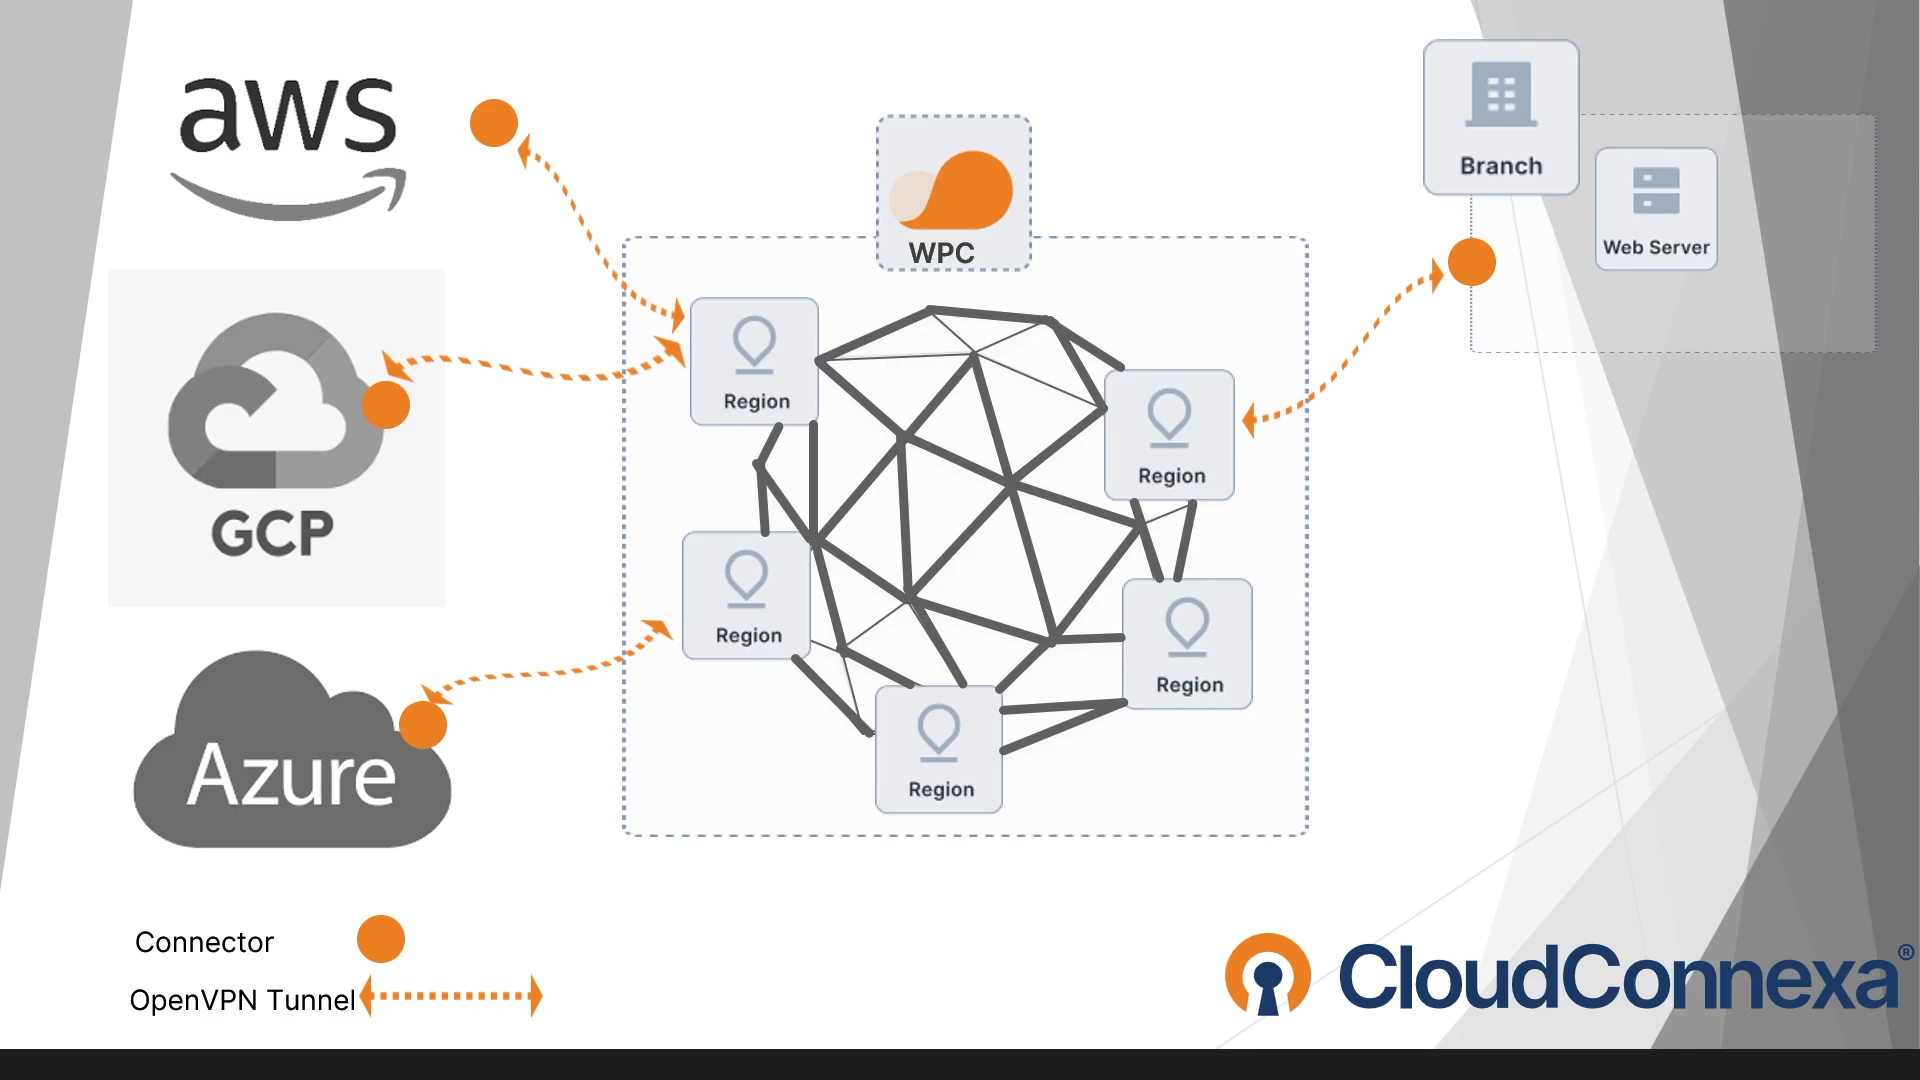 aws
Branch
Web Server
WPC
Region
Region
GCP
Region
Region
Azure
Region
Connector
OpenVPN Tunnel
CloudConnexa®